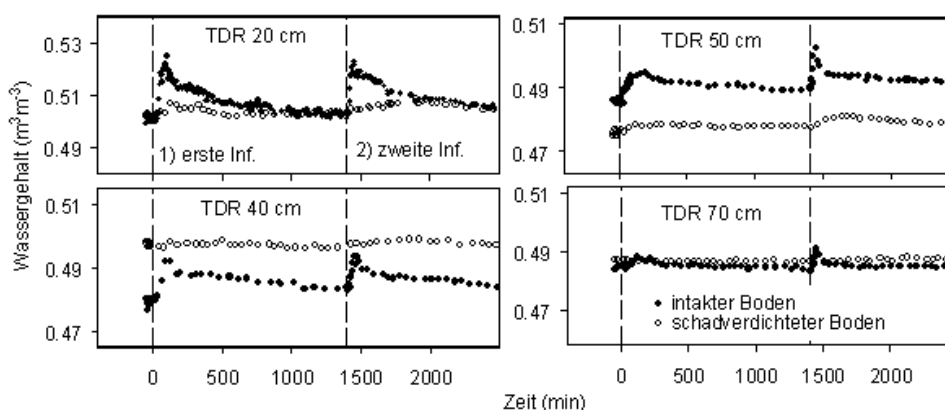 Wassergehalt (m³m⁻³)
TDR 20 cm
0.53
0.51
0.49
1) erste Inf.
2) zweite Inf.
TDR 50 cm
0.51
0.49
0.47
TDR 40 cm
0.51
0.49
0.47
0 500 1000 1500 2000
TDR 70 cm
0.51
0.49
0.47
intakter Boden
schadverdichteter Boden
0 500 1000 1500 2000
Zeit (min)